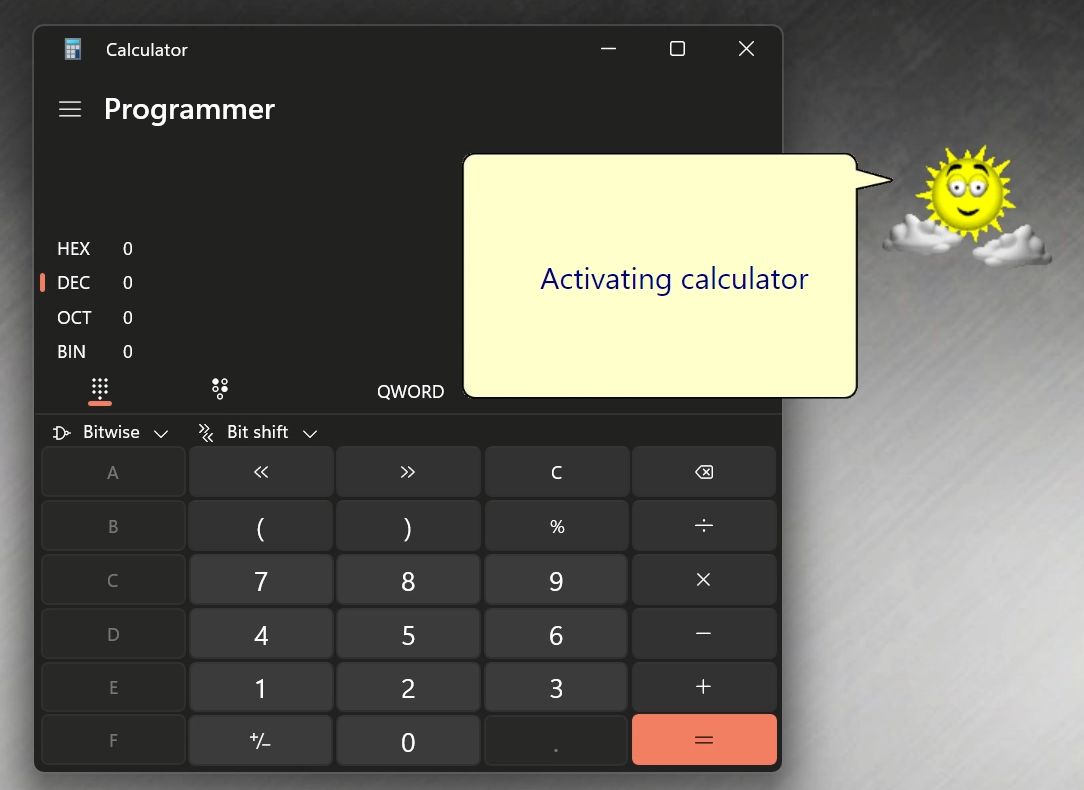 Calculator
Programmer
Activating calculator
HEX 0
DEC 0
OCT 0
BIN 0
QWORD
Bitwise Bit shift
A « » C
B ( ) % ÷
C 7 8 9 ×
D 4 5 6 −
E 1 2 3 +
F +/− 0 . =